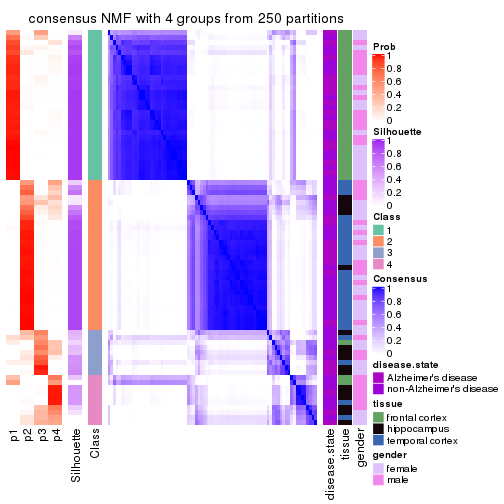 consensus NMF with 4 groups from 250 partitions
p1
p2
p3
p4
Silhouette
Class
disease.state
tissue
gender
Prob
1
0.8
0.6
0.4
0.2
0
Silhouette
1
0.8
0.6
0.4
0.2
0
Class
1
2
3
4
Consensus
1
0.8
0.6
0.4
0.2
0
disease.state
Alzheimer's disease
non-Alzheimer's disease
tissue
frontal cortex
hippocampus
temporal cortex
gender
female
male